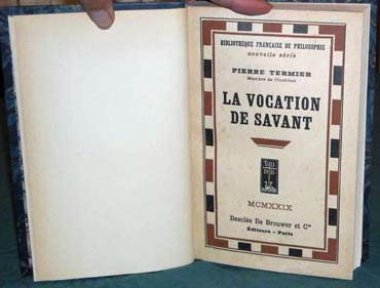 BIBLIOTHÈQUE FRANÇAISE DE PHILOSOPHIE
nouvelle série
PIERRE TERMIER
Membre de l'Institut
LA VOCATION
DE SAVANT
MCMXXIX
Desclée De Brouwer et Cie
Éditeurs - Paris